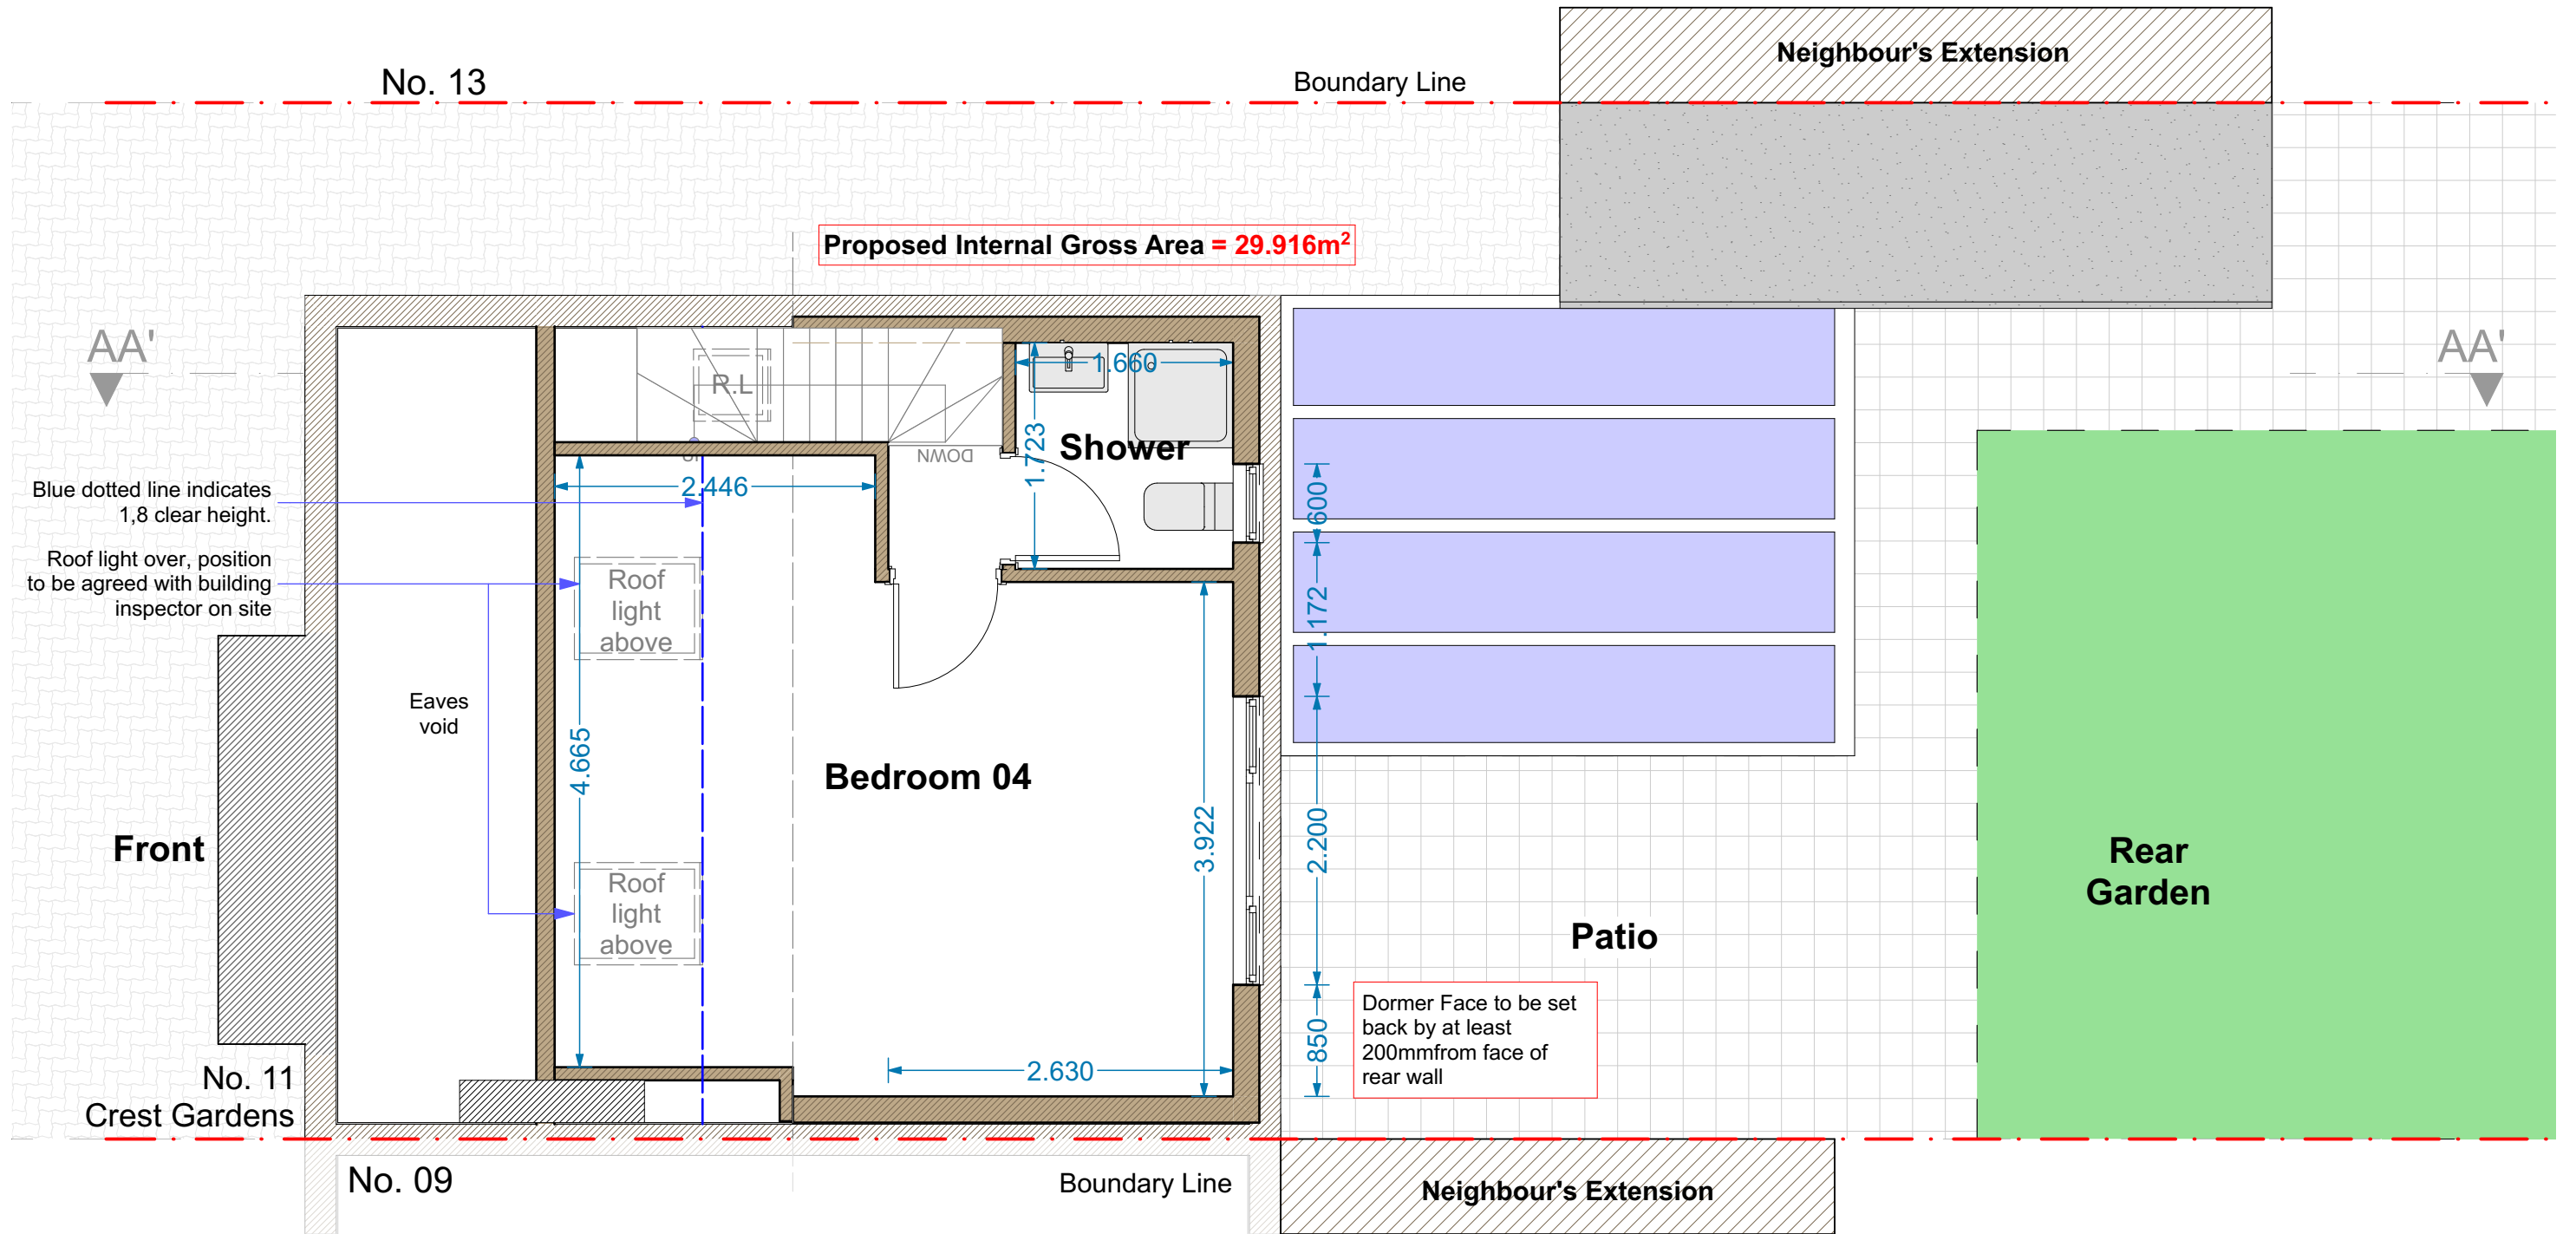 Neighbour's Extension
No. 13
Boundary Line
Proposed Internal Gross Area = 29.916m²
AA'
AA'
R.L
1.660
DOWN
1.723
Shower
2.446
Blue dotted line indicates
1,8 clear height.
600
Roof light over, position
to be agreed with building
inspector on site
Roof
light
above
1.172
Eaves
void
4.665
Bedroom 04
3.922
2.200
Front
Rear
Garden
Roof
light
above
Patio
Dormer Face to be set
back by at least
200mmfrom face of
rear wall
850
2.630
No. 11
Crest Gardens
No. 09
Boundary Line
Neighbour's Extension